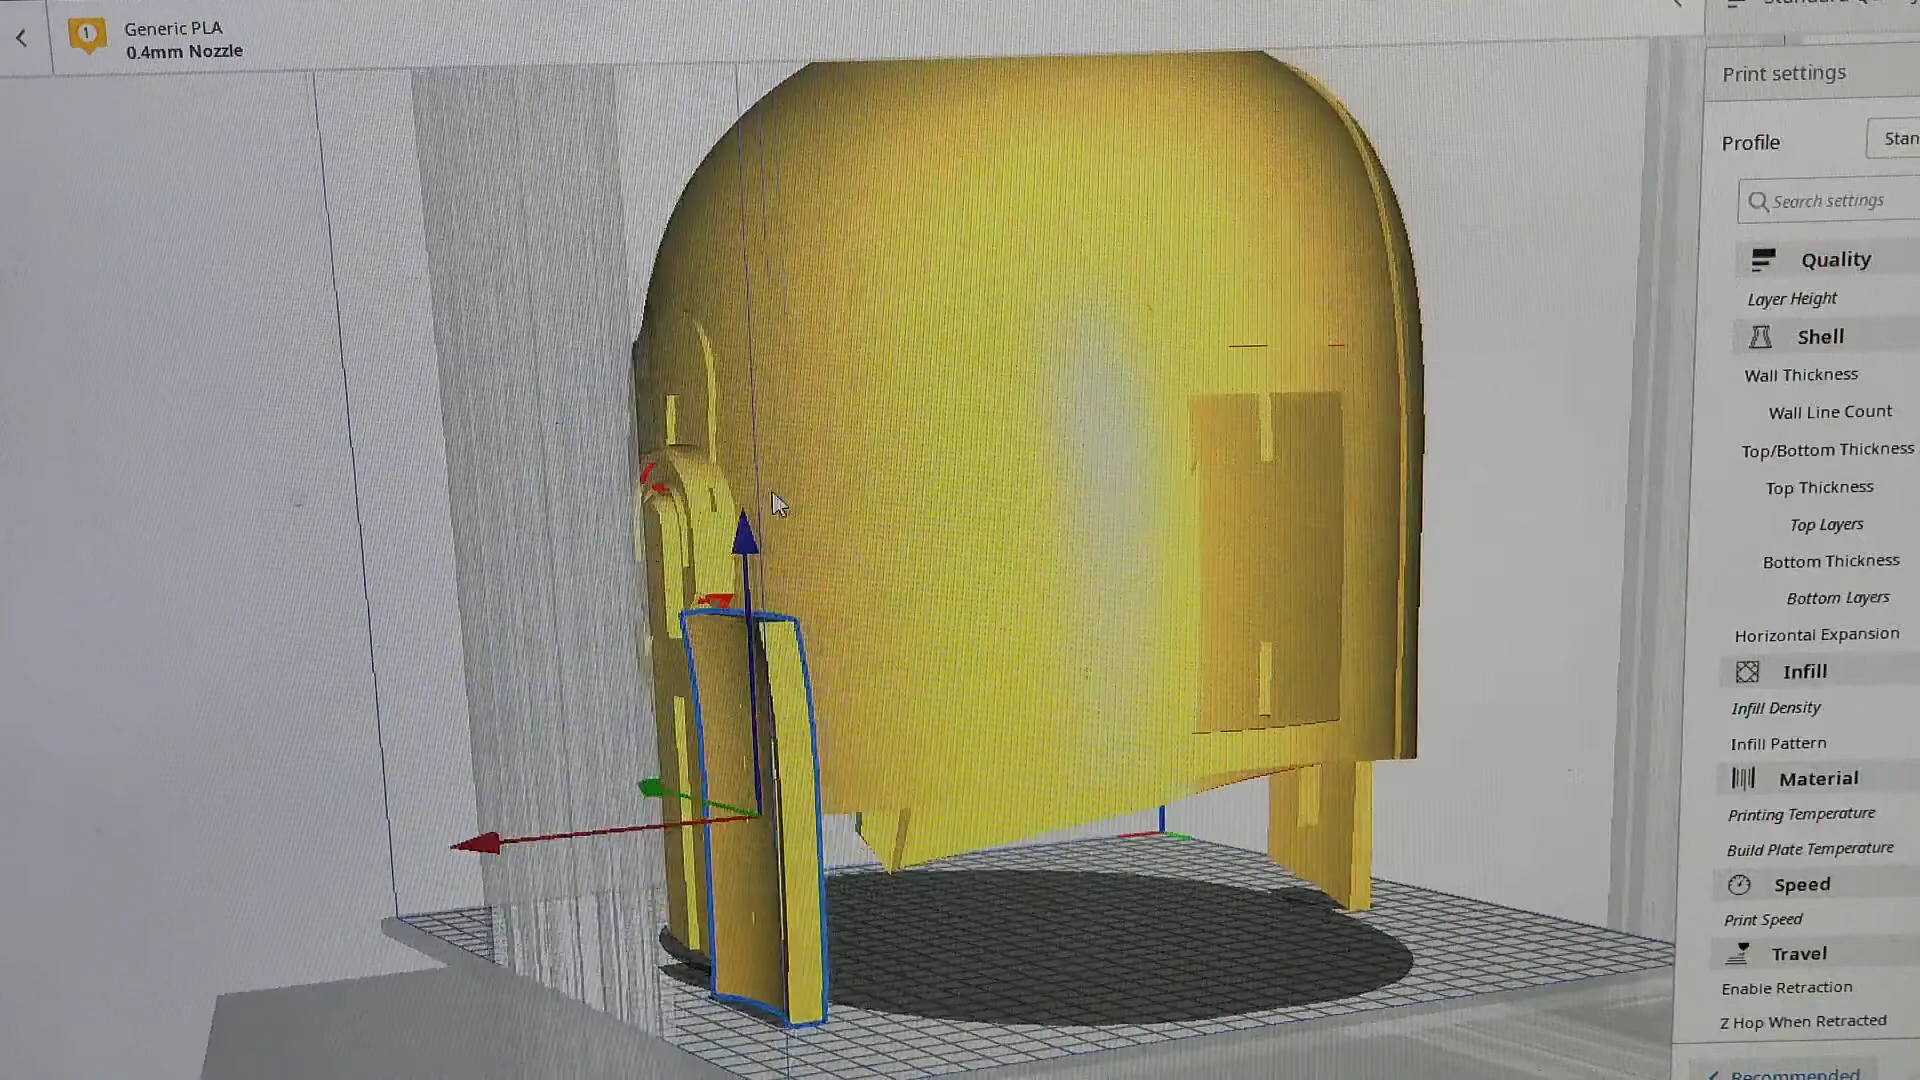 1
Generic PLA
0.4mm Nozzle
Print settings
Profile
Stan
Search settings
Quality
Layer Height
Shell
Wall Thickness
Wall Line Count
Top/Bottom Thickness
Top Thickness
Top Layers
Bottom Thickness
Bottom Layers
Horizontal Expansion
Infill
Infill Density
Infill Pattern
Material
Printing Temperature
Build Plate Temperature
Speed
Print Speed
Travel
Enable Retraction
Z Hop When Retracted
Recommended